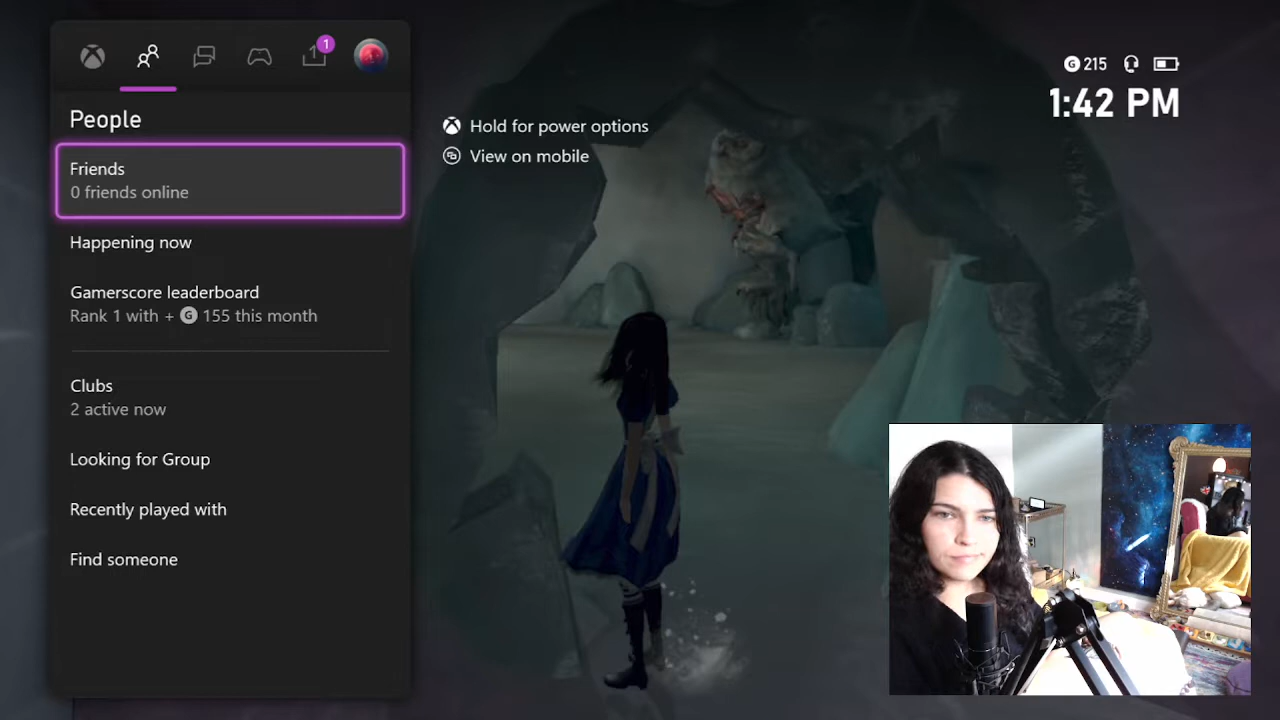 1
People
Friends
0 friends online
Happening now
Gamerscore leaderboard
Rank 1 with + G 155 this month
Clubs
2 active now
Looking for Group
Recently played with
Find someone
Hold for power options
View on mobile
G 215
1:42 PM